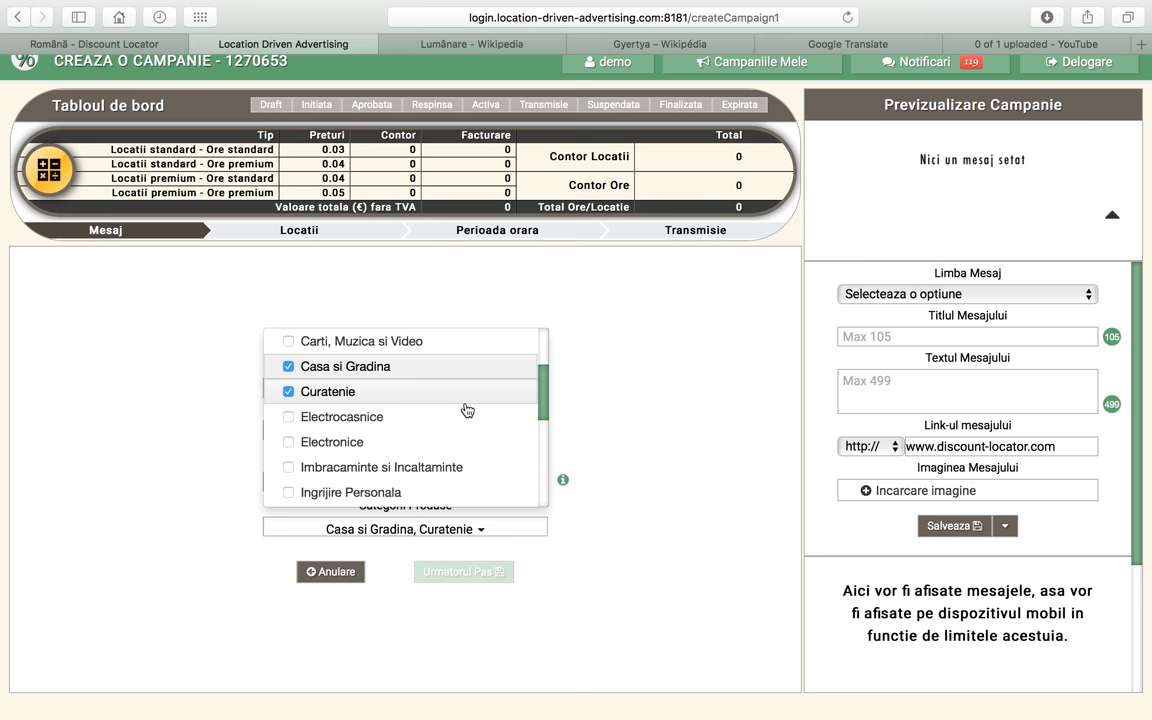 login.location-driven-advertising.com:8181/createCampaign1
Română - Discount Locator
Location Driven Advertising
Lumânare - Wikipedia
Gyertya – Wikipédia
Google Translate
0 of 1 uploaded - YouTube
CREAZA O CAMPANIE - 1270653
demo
Campaniile Mele
Notificari 119
Delogare
Tabloul de bord
Draft Initiata Aprobata Respinsa Activa Transmisie Suspendata Finalizata Expirata
Tip Preturi Contor Facturare Total
Locatii standard - Ore standard 0.03 0 0
Locatii standard - Ore premium 0.04 0 0
Contor Locatii 0
Locatii premium - Ore standard 0.04 0 0
Locatii premium - Ore premium 0.05 0 0
Contor Ore 0
Valoare totala (€) fara TVA 0 Total Ore/Locatie 0
Mesaj Locatii Perioada orara Transmisie
Carti, Muzica si Video
Casa si Gradina
Curatenie
Electrocasnice
Electronice
Imbracaminte si Incaltaminte
Ingrijire Personala
Categorii Produse
Casa si Gradina, Curatenie
Anulare
Urmatorul Pas
Previzualizare Campanie
Nici un mesaj setat
Limba Mesaj
Selecteaza o optiune
Titlul Mesajului
Max 105
105
Textul Mesajului
Max 499
499
Link-ul mesajului
http:// www.discount-locator.com
Imaginea Mesajului
Incarcare imagine
Salveaza
Aici vor fi afisate mesajele, asa vor
fi afisate pe dispozitivul mobil in
functie de limitele acestuia.